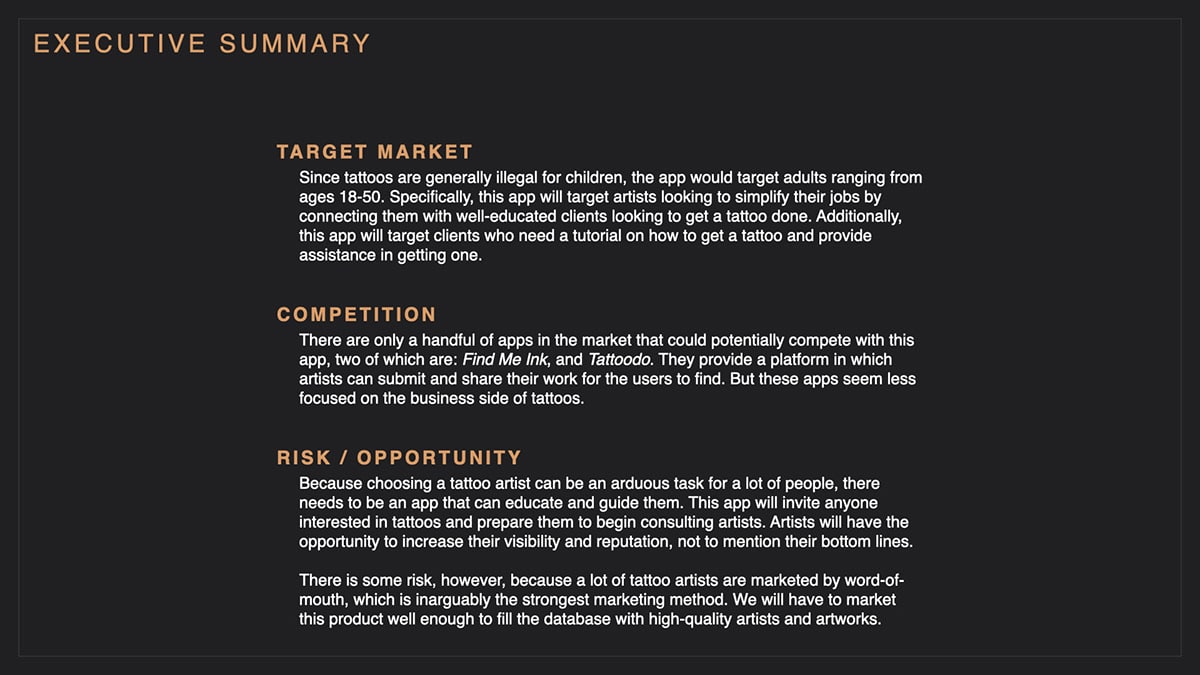 EXECUTIVE SUMMARY
TARGET MARKET
Since tattoos are generally illegal for children, the app would target adults ranging from
ages 18-50. Specifically, this app will target artists looking to simplify their jobs by
connecting them with well-educated clients looking to get a tattoo done. Additionally,
this app will target clients who need a tutorial on how to get a tattoo and provide
assistance in getting one.
COMPETITION
There are only a handful of apps in the market that could potentially compete with this
app, two of which are: Find Me Ink, and Tattoodo. They provide a platform in which
artists can submit and share their work for the users to find. But these apps seem less
focused on the business side of tattoos.
RISK / OPPORTUNITY
Because choosing a tattoo artist can be an arduous task for a lot of people, there
needs to be an app that can educate and guide them. This app will invite anyone
interested in tattoos and prepare them to begin consulting artists. Artists will have the
opportunity to increase their visibility and reputation, not to mention their bottom lines.
There is some risk, however, because a lot of tattoo artists are marketed by word-of-
mouth, which is inarguably the strongest marketing method. We will have to market
this product well enough to fill the database with high-quality artists and artworks.